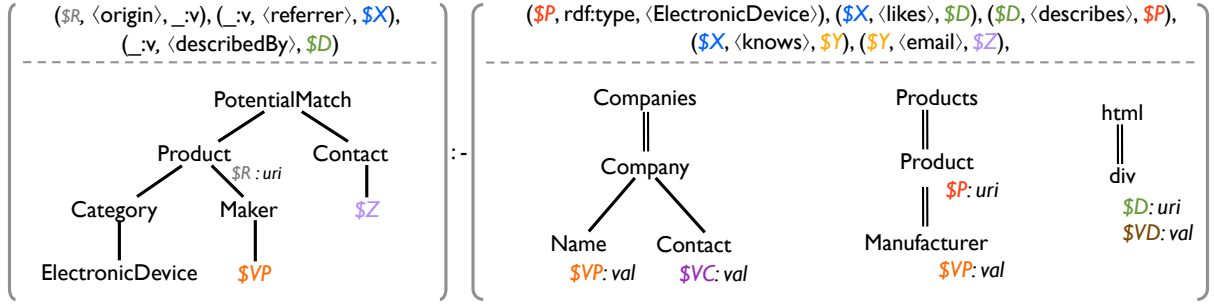 ($R, ⟨origin⟩, _:v), (_:v, ⟨referrer⟩, $X),
(_:v, ⟨describedBy⟩, $D)
PotentialMatch
Product
Contact
$R : uri
Category
Maker
$Z
ElectronicDevice
$VP
:-
($P, rdf:type, ⟨ElectronicDevice⟩), ($X, ⟨likes⟩, $D), ($D, ⟨describes⟩, $P),
($X, ⟨knows⟩, $Y), ($Y, ⟨email⟩, $Z),
Companies
Company
Name
Contact
$VP: val
$VC: val
Products
Product
$P: uri
Manufacturer
$VP: val
html
div
$D: uri
$VD: val